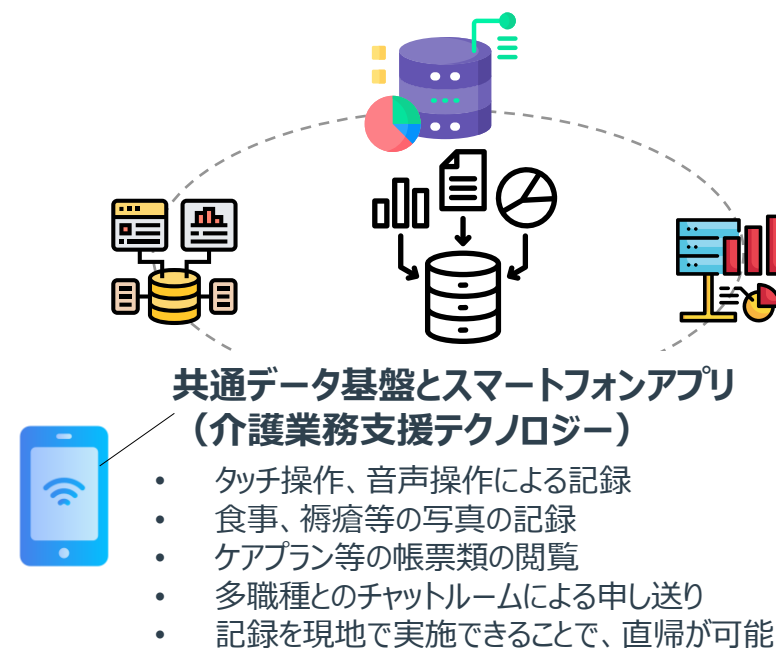 共通データ基盤とスマートフォンアプリ
（介護業務支援テクノロジー）
• タッチ操作、音声操作による記録
• 食事、褥瘡等の写真の記録
• ケアプラン等の帳票類の閲覧
• 多職種とのチャットルームによる申し送り
• 記録を現地で実施できることで、直帰が可能